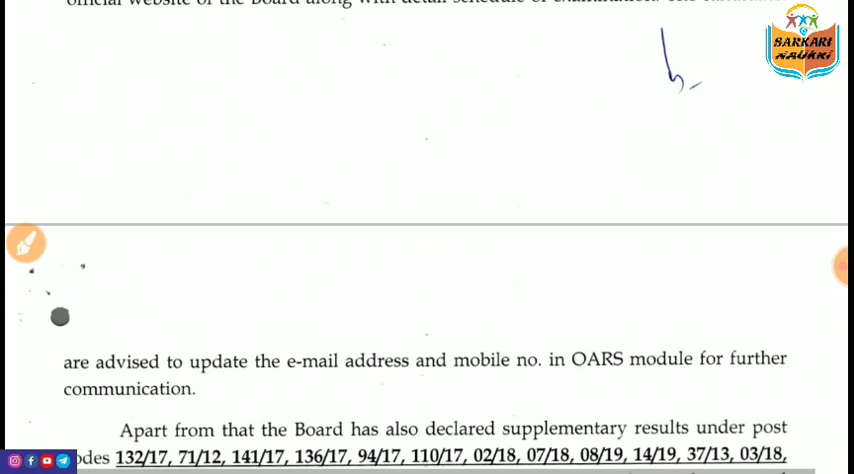 SARKARI
NAUKRI
are advised to update the e-mail address and mobile no. in OARS module for further
communication.
Apart from that the Board has also declared supplementary results under post
132/17, 71/12, 141/17, 136/17, 94/17, 110/17, 02/18, 07/18, 08/19, 14/19, 37/13, 03/18,